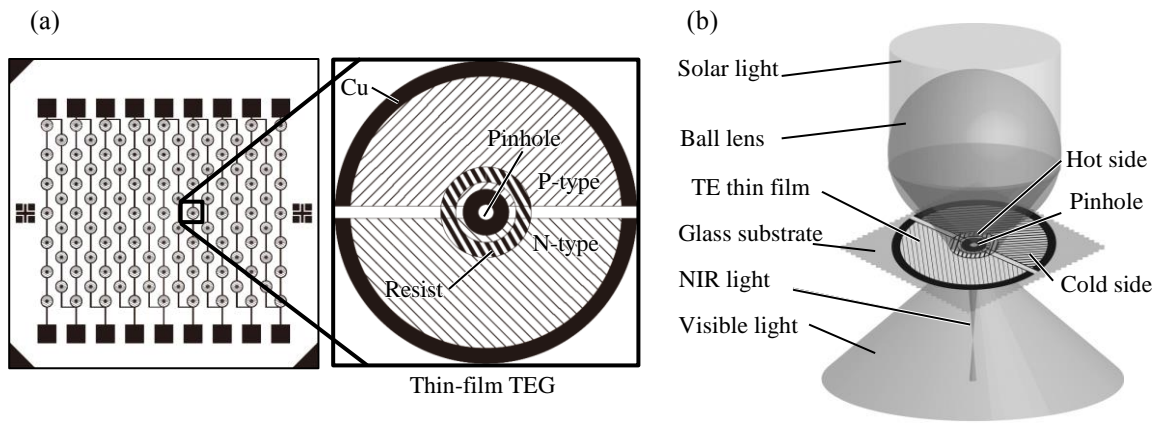 (a)
Cu
Pinhole
P-type
N-type
Resist
Thin-film TEG
(b)
Solar light
Ball lens
Hot side
TE thin film
Pinhole
Glass substrate
NIR light
Cold side
Visible light